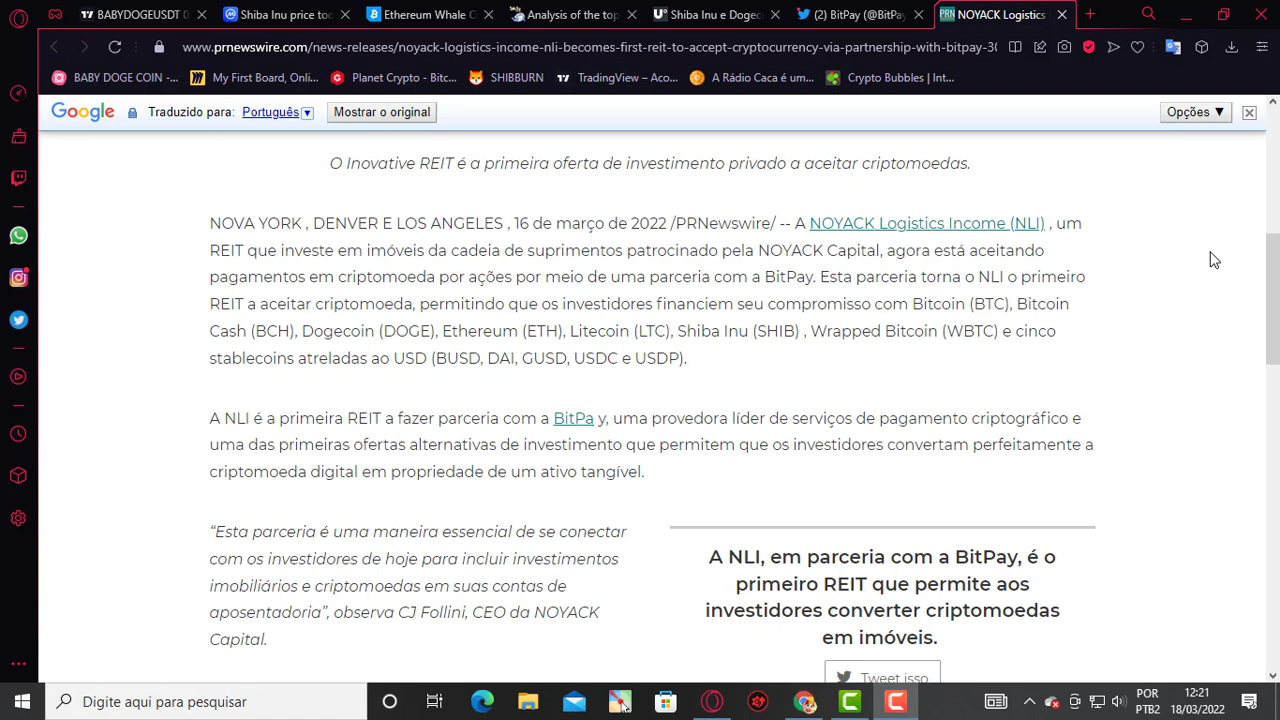 BABYDOGEUSDT (
Shiba Inu price too
Ethereum Whale C
Analysis of the top
Shiba Inu e Dogec
(2) BitPay (@BitPa
NOYACK Logistics
www.prnewswire.com/news-releases/noyack-logistics-income-nli-becomes-first-reit-to-accept-cryptocurrency-via-partnership-with-bitpay-30
BABY DOGE COIN -...
My First Board, Onli...
Planet Crypto - Bitc...
SHIBBURN
TradingView – Aco...
A Rádio Caca é um...
Crypto Bubbles | Int...
Google Traduzido para: Português Mostrar o original Opções ▼
O Inovative REIT é a primeira oferta de investimento privado a aceitar criptomoedas.
NOVA YORK , DENVER E LOS ANGELES , 16 de março de 2022 /PRNewswire/ -- A NOYACK Logistics Income (NLI) , um
REIT que investe em imóveis da cadeia de suprimentos patrocinado pela NOYACK Capital, agora está aceitando
pagamentos em criptomoeda por ações por meio de uma parceria com a BitPay. Esta parceria torna o NLI o primeiro
REIT a aceitar criptomoeda, permitindo que os investidores financiem seu compromisso com Bitcoin (BTC), Bitcoin
Cash (BCH), Dogecoin (DOGE), Ethereum (ETH), Litecoin (LTC), Shiba Inu (SHIB) , Wrapped Bitcoin (WBTC) e cinco
stablecoins atreladas ao USD (BUSD, DAI, GUSD, USDC e USDP).
A NLI é a primeira REIT a fazer parceria com a BitPa y, uma provedora líder de serviços de pagamento criptográfico e
uma das primeiras ofertas alternativas de investimento que permitem que os investidores convertam perfeitamente a
criptomoeda digital em propriedade de um ativo tangível.
“Esta parceria é uma maneira essencial de se conectar
com os investidores de hoje para incluir investimentos
imobiliários e criptomoedas em suas contas de
aposentadoria”, observa CJ Follini, CEO da NOYACK
Capital.
A NLI, em parceria com a BitPay, é o
primeiro REIT que permite aos
investidores converter criptomoedas
em imóveis.
Tweet isso
Digite aqui para pesquisar
POR
PTB2
12:21
18/03/2022